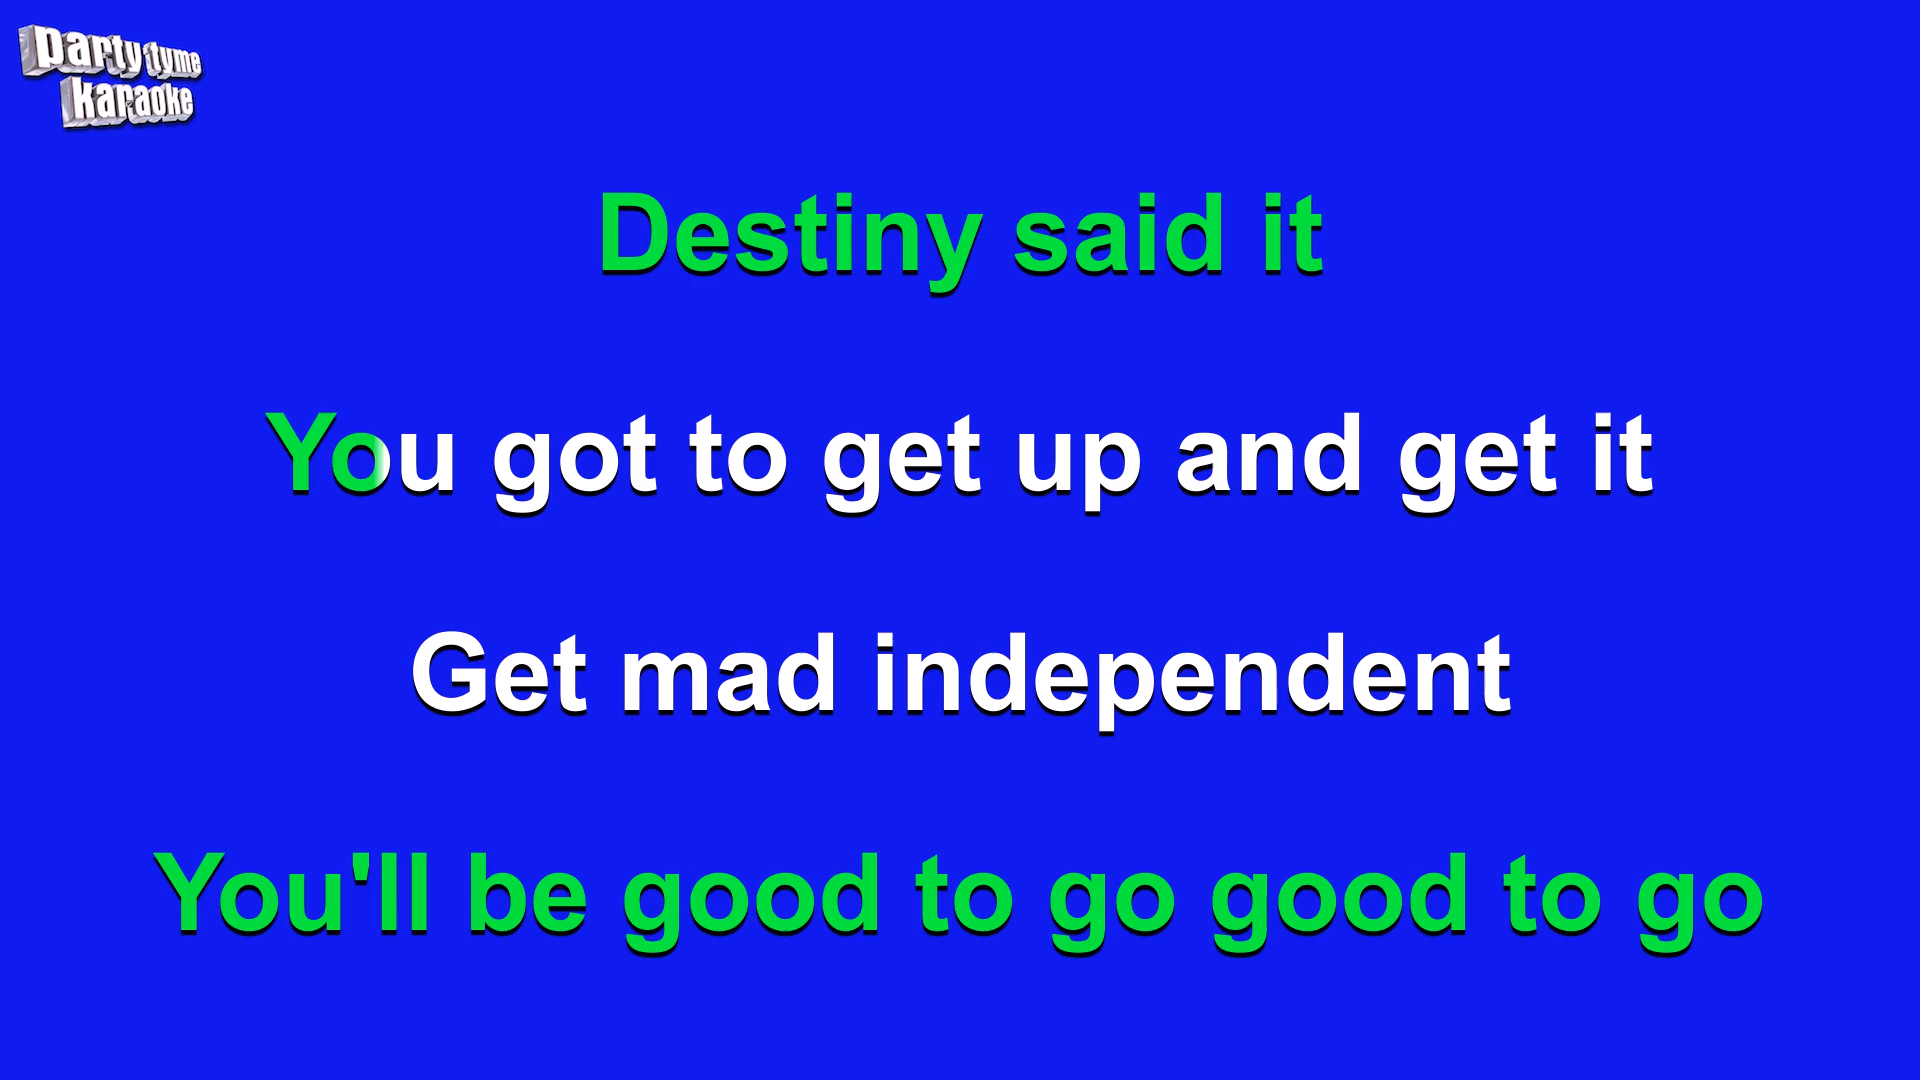 party tyme
karaoke
Destiny said it
You got to get up and get it
Get mad independent
You'll be good to go good to go